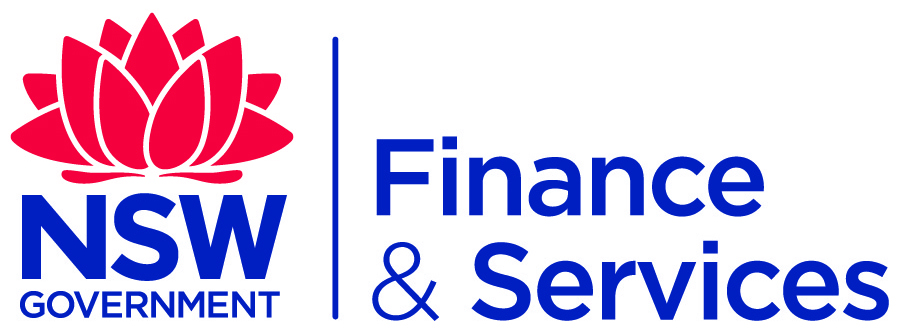 NSW
GOVERNMENT
Finance
& Services